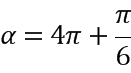 α = 4π + π/6